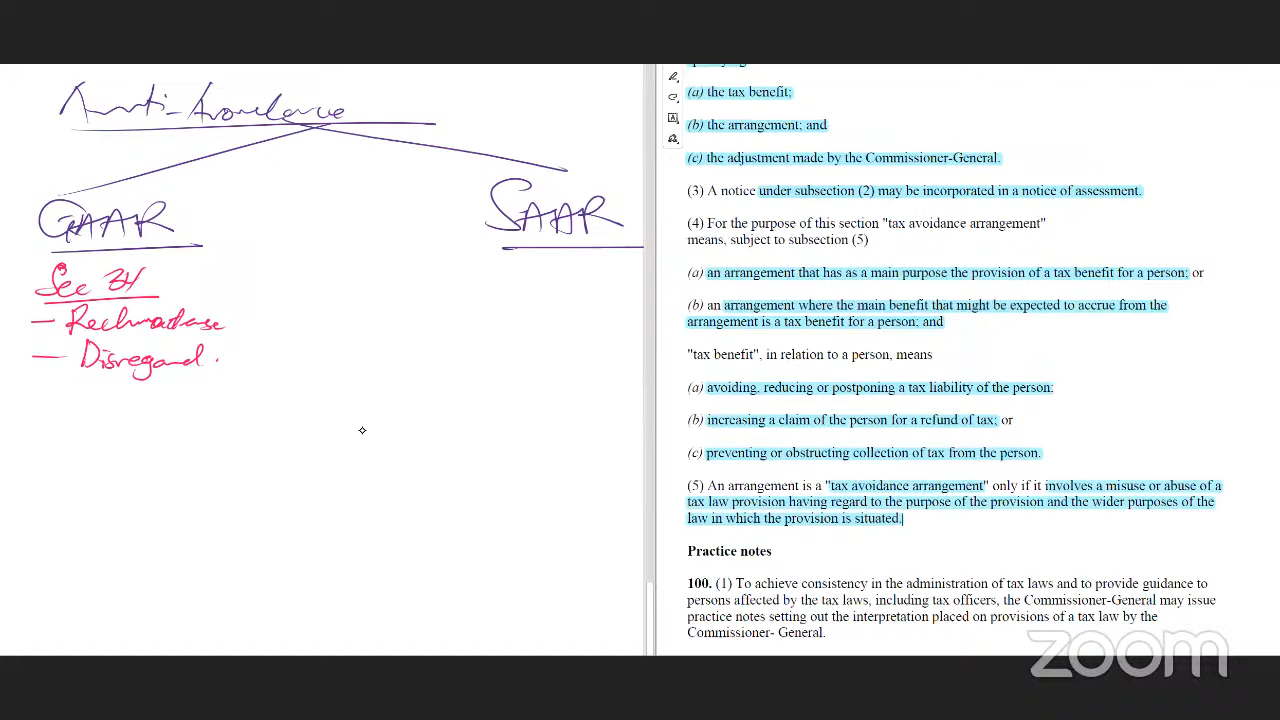 Anti-Avoidance
GAAR
SAAR
Sec 34
- Disregard.
(a) the tax benefit;
(b) the arrangement; and
(c) the adjustment made by the Commissioner-General.
(3) A notice under subsection (2) may be incorporated in a notice of assessment.
(4) For the purpose of this section "tax avoidance arrangement"
means, subject to subsection (5)
(a) an arrangement that has as a main purpose the provision of a tax benefit for a person; or
(b) an arrangement where the main benefit that might be expected to accrue from the
arrangement is a tax benefit for a person; and
"tax benefit", in relation to a person, means
(a) avoiding, reducing or postponing a tax liability of the person:
(b) increasing a claim of the person for a refund of tax; or
(c) preventing or obstructing collection of tax from the person.
(5) An arrangement is a "tax avoidance arrangement" only if it involves a misuse or abuse of a
tax law provision having regard to the purpose of the provision and the wider purposes of the
law in which the provision is situated.
Practice notes
100. (1) To achieve consistency in the administration of tax laws and to provide guidance to
persons affected by the tax laws, including tax officers, the Commissioner-General may issue
practice notes setting out the interpretation placed on provisions of a tax law by the
Commissioner- General.
zoom